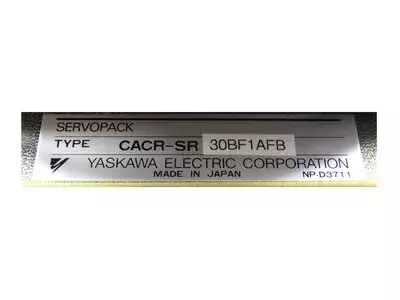 SERVOPACK
TYPE CACR-SR 30BF1AFB
YASKAWA ELECTRIC CORPORATION
MADE IN JAPAN NP-D3711